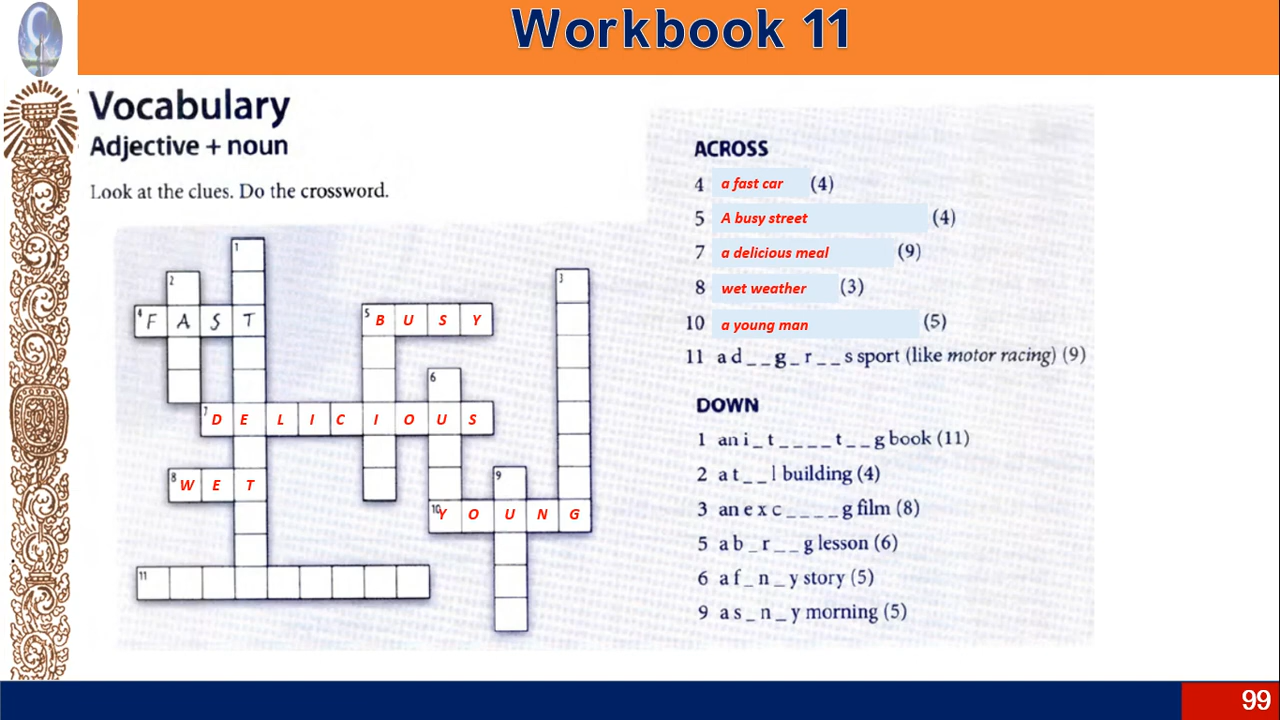 Workbook 11
Vocabulary
Adjective + noun
Look at the clues. Do the crossword.
1
2
3
4 F A S T
5 B U S Y
6
7 D E L I C I O U S
8 W E T
9
10 Y O U N G
11
ACROSS
4 a fast car (4)
5 A busy street (4)
7 a delicious meal (9)
8 wet weather (3)
10 a young man (5)
11 a d _ _ g _ r _ _ s sport (like motor racing) (9)
DOWN
1 an i _ t _ _ _ _ t _ _ g book (11)
2 a t _ _ l building (4)
3 an e x c _ _ _ _ g film (8)
5 a b _ r _ _ g lesson (6)
6 a f _ n _ y story (5)
9 a s _ n _ y morning (5)
99